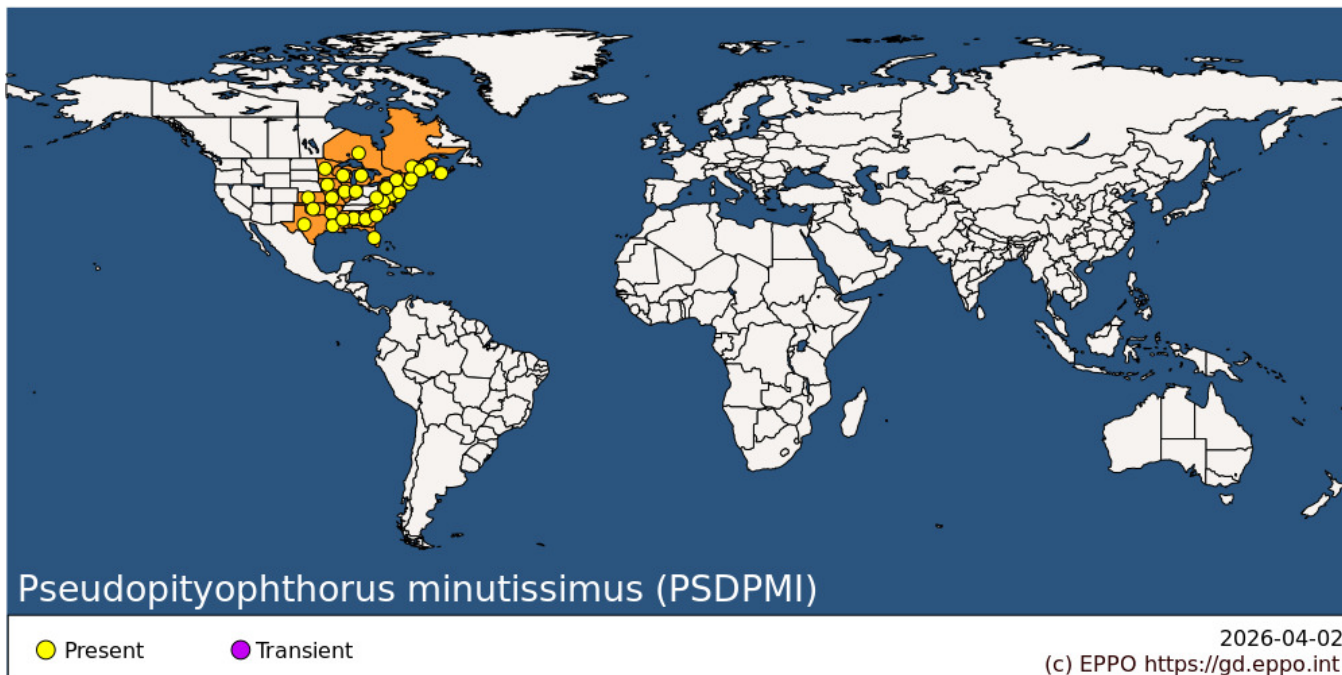 Pseudopityophthorus minutissimus (PSDPMI)
Present
Transient
2026-04-02
(c) EPPO https://gd.eppo.int